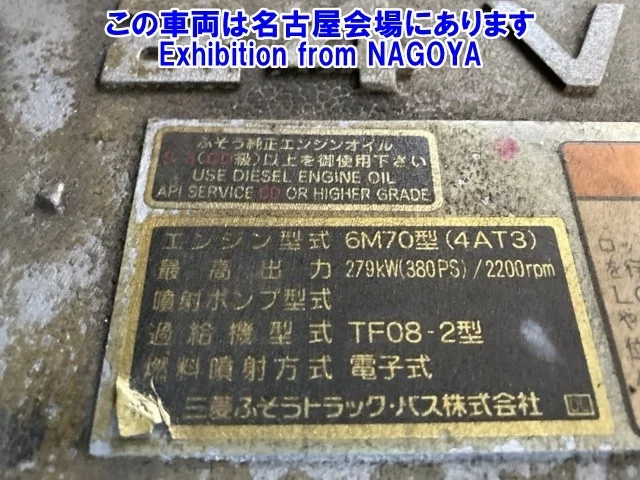 この車両は名古屋会場にあります
Exhibition from NAGOYA
V
ふそう純正エンジンオイル
(CD級)以上を御使用下さい
USE DIESEL ENGINE OIL
API SERVICE CD OR HIGHER GRADE
エンジン型式 6M70型(4AT3)
最高出力 279kW(380PS)/2200rpm
噴射ポンプ型式
過給機型式 TF08-2型
燃料噴射方式 電子式
三菱ふそうトラック・バス株式会社